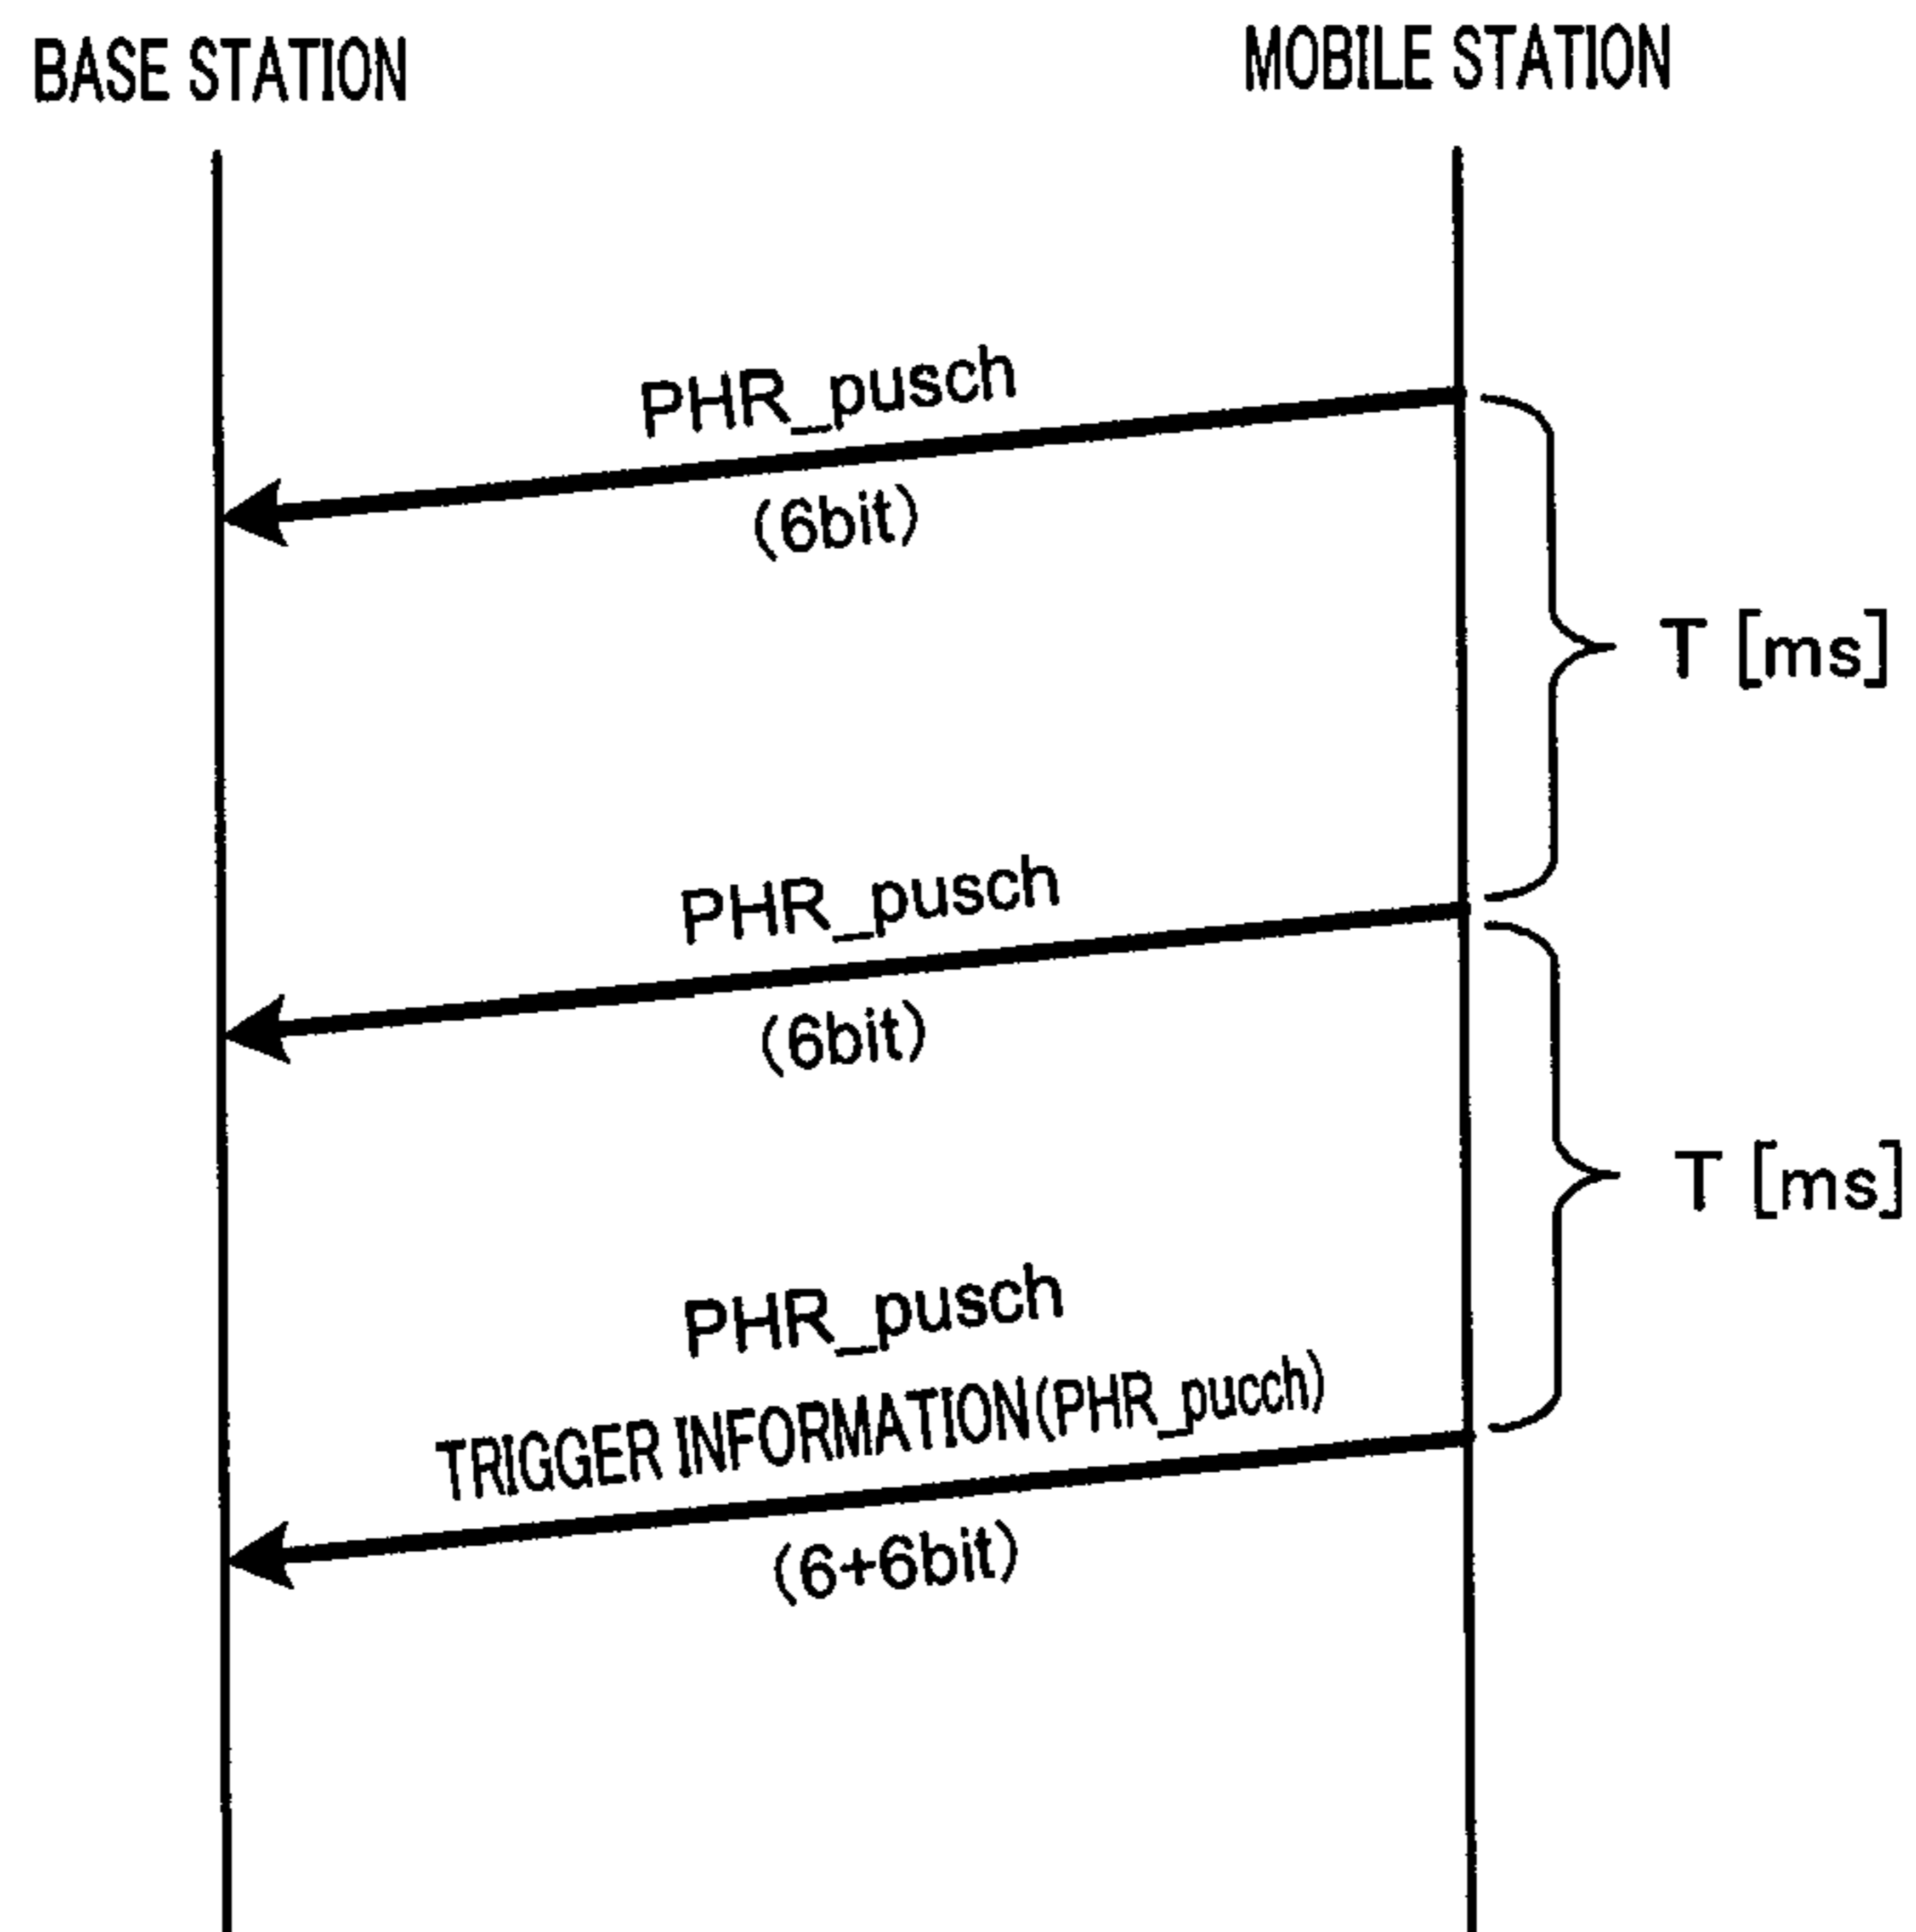 BASE STATION
MOBILE STATION
PHR_pusch
(6bit)
T [ms]
PHR_pusch
(6bit)
T [ms]
PHR_pusch
TRIGGER INFORMATION(PHR_pucch)
(6+6bit)